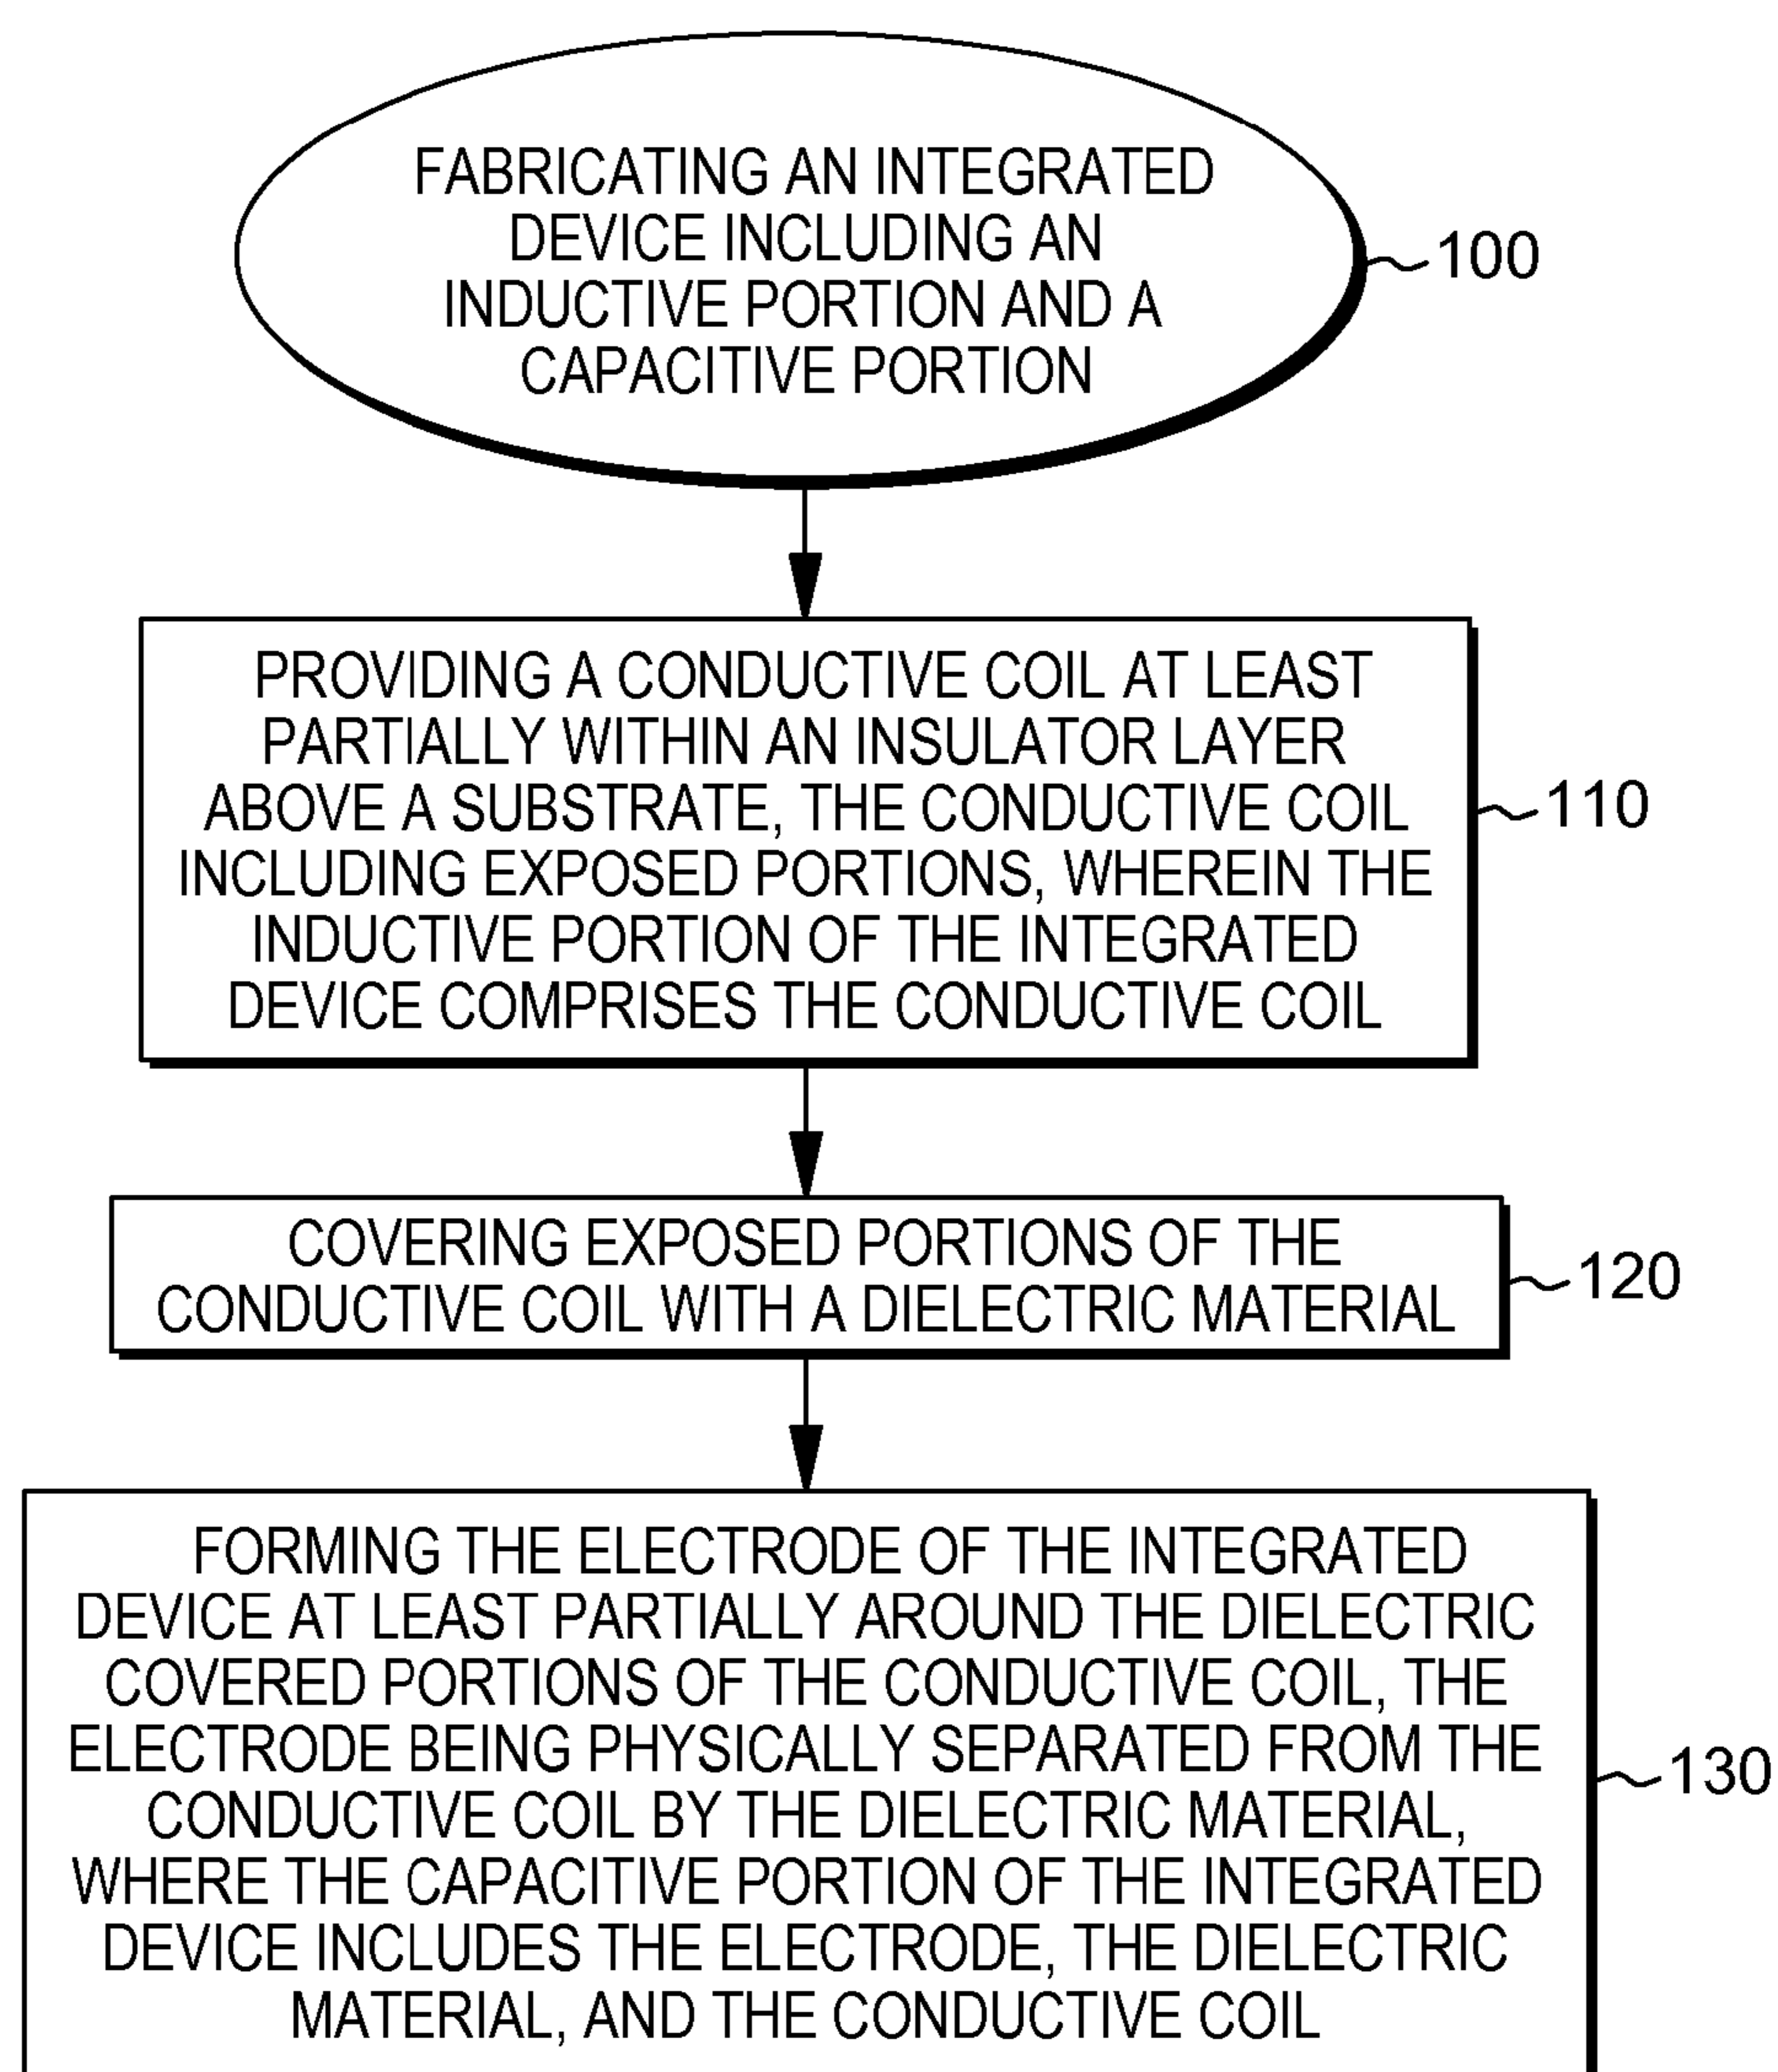 FABRICATING AN INTEGRATED
DEVICE INCLUDING AN
INDUCTIVE PORTION AND A
CAPACITIVE PORTION
100
PROVIDING A CONDUCTIVE COIL AT LEAST
PARTIALLY WITHIN AN INSULATOR LAYER
ABOVE A SUBSTRATE, THE CONDUCTIVE COIL
INCLUDING EXPOSED PORTIONS, WHEREIN THE
INDUCTIVE PORTION OF THE INTEGRATED
DEVICE COMPRISES THE CONDUCTIVE COIL
110
COVERING EXPOSED PORTIONS OF THE
CONDUCTIVE COIL WITH A DIELECTRIC MATERIAL
120
FORMING THE ELECTRODE OF THE INTEGRATED
DEVICE AT LEAST PARTIALLY AROUND THE DIELECTRIC
COVERED PORTIONS OF THE CONDUCTIVE COIL, THE
ELECTRODE BEING PHYSICALLY SEPARATED FROM THE
CONDUCTIVE COIL BY THE DIELECTRIC MATERIAL,
WHERE THE CAPACITIVE PORTION OF THE INTEGRATED
DEVICE INCLUDES THE ELECTRODE, THE DIELECTRIC
MATERIAL, AND THE CONDUCTIVE COIL
130